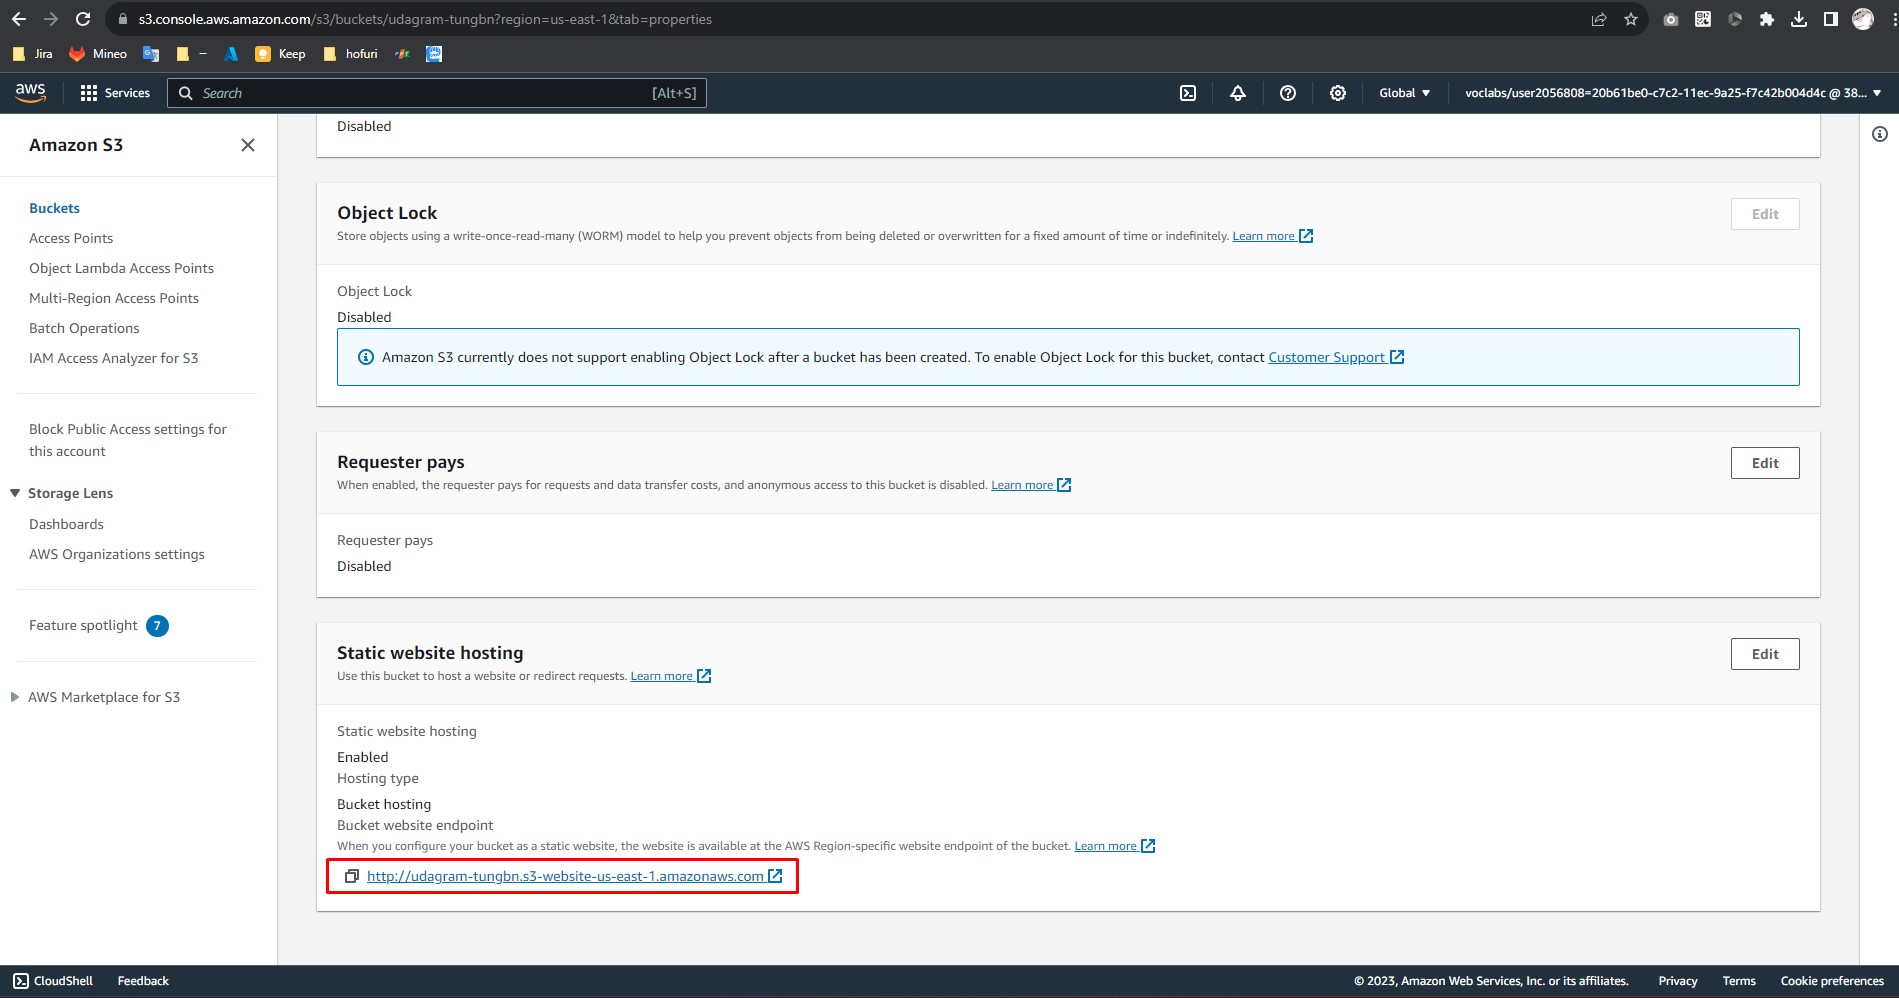 s3.console.aws.amazon.com/s3/buckets/udagram-tungbn?region=us-east-1&tab=properties
Jira Mineo – Keep hofuri
aws Services Search [Alt+S] Global voclabs/user2056808=20b61be0-c7c2-11ec-9a25-f7c42b004d4c @ 38...
Amazon S3
Buckets
Access Points
Object Lambda Access Points
Multi-Region Access Points
Batch Operations
IAM Access Analyzer for S3
Block Public Access settings for
this account
Storage Lens
Dashboards
AWS Organizations settings
Feature spotlight 7
AWS Marketplace for S3
Disabled
Object Lock
Edit
Store objects using a write-once-read-many (WORM) model to help you prevent objects from being deleted or overwritten for a fixed amount of time or indefinitely. Learn more
Object Lock
Disabled
Amazon S3 currently does not support enabling Object Lock after a bucket has been created. To enable Object Lock for this bucket, contact Customer Support
Requester pays
Edit
When enabled, the requester pays for requests and data transfer costs, and anonymous access to this bucket is disabled. Learn more
Requester pays
Disabled
Static website hosting
Edit
Use this bucket to host a website or redirect requests. Learn more
Static website hosting
Enabled
Hosting type
Bucket hosting
Bucket website endpoint
When you configure your bucket as a static website, the website is available at the AWS Region-specific website endpoint of the bucket. Learn more
http://udagram-tungbn.s3-website-us-east-1.amazonaws.com
CloudShell Feedback © 2023, Amazon Web Services, Inc. or its affiliates. Privacy Terms Cookie preferences